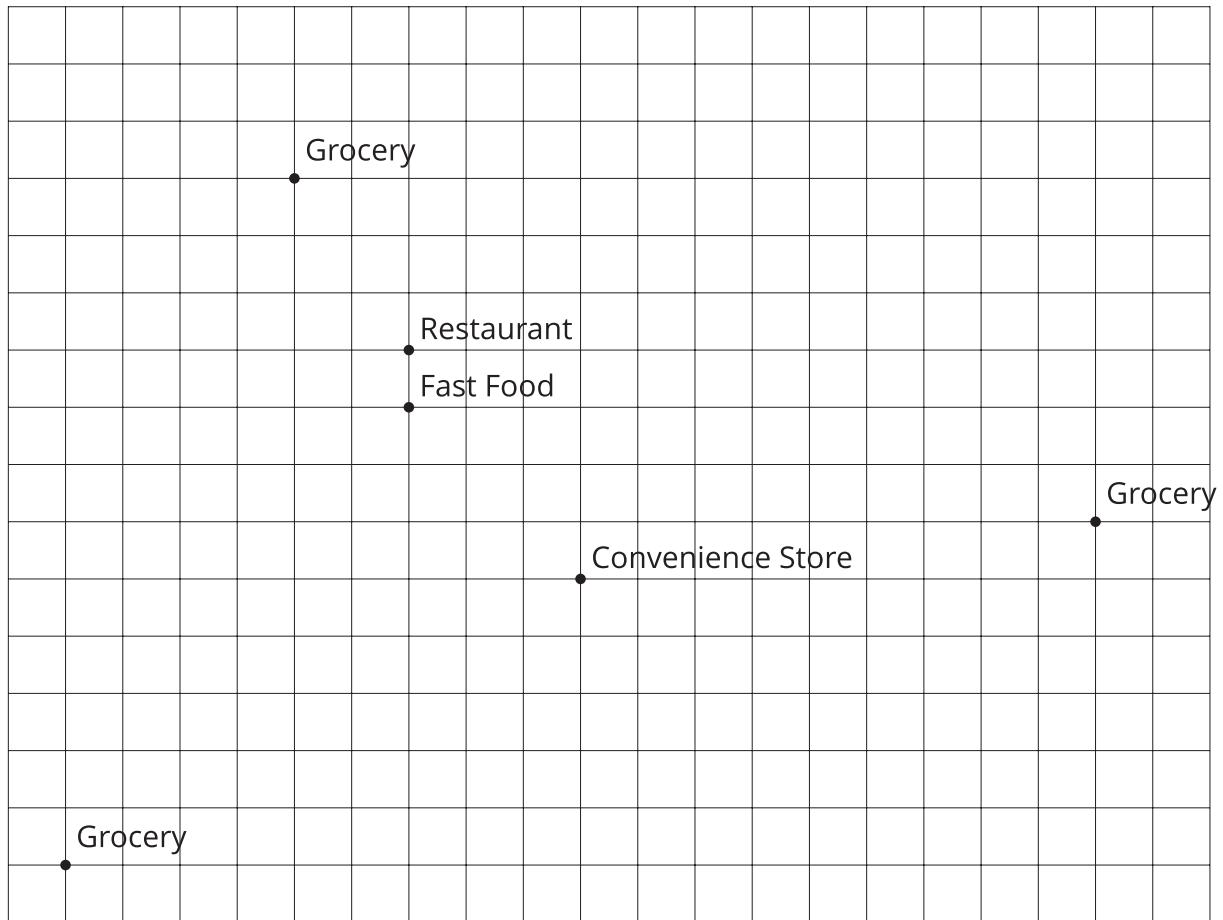 Grocery
Restaurant
Fast Food
Grocery
Convenience Store
Grocery